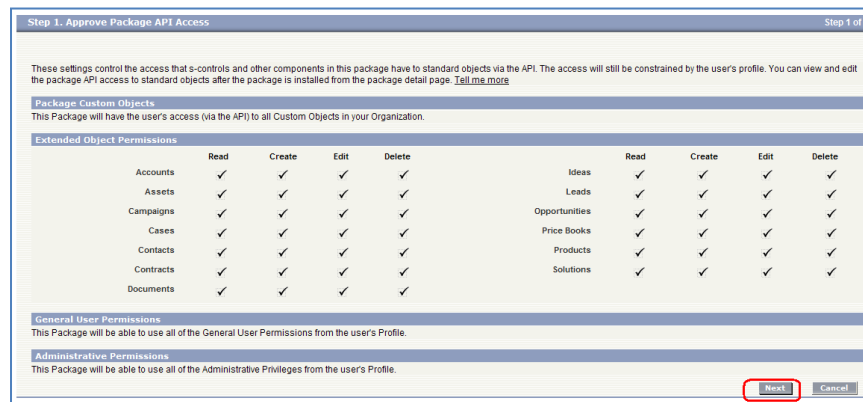 Step 1. Approve Package API Access
Step 1 of
These settings control the access that s-controls and other components in this package have to standard objects via the API. The access will still be constrained by the user's profile. You can view and edit
the package API access to standard objects after the package is installed from the package detail page. Tell me more
Package Custom Objects
This Package will have the user's access (via the API) to all Custom Objects in your Organization.
Extended Object Permissions
Read Create Edit Delete Read Create Edit Delete
Accounts ✓ ✓ ✓ ✓ Ideas ✓ ✓ ✓ ✓
Assets ✓ ✓ ✓ ✓ Leads ✓ ✓ ✓ ✓
Campaigns ✓ ✓ ✓ ✓ Opportunities ✓ ✓ ✓ ✓
Cases ✓ ✓ ✓ ✓ Price Books ✓ ✓ ✓ ✓
Contacts ✓ ✓ ✓ ✓ Products ✓ ✓ ✓ ✓
Contracts ✓ ✓ ✓ ✓ Solutions ✓ ✓ ✓ ✓
Documents ✓ ✓ ✓ ✓
General User Permissions
This Package will be able to use all of the General User Permissions from the user's Profile.
Administrative Permissions
This Package will be able to use all of the Administrative Privileges from the user's Profile.
Next Cancel